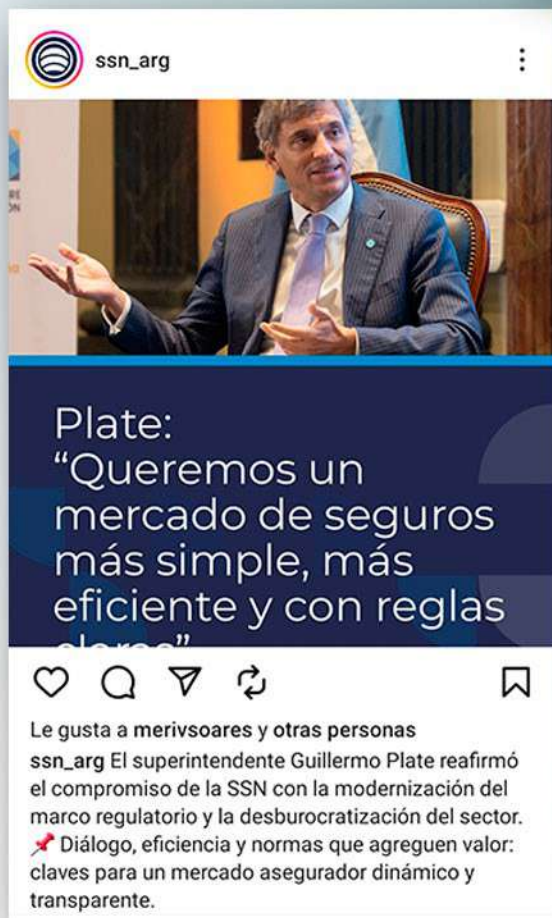 ssn_arg
Plate:
“Queremos un
mercado de seguros
más simple, más
eficiente y con reglas
claras”
Le gusta a merivsoares y otras personas
ssn_arg El superintendente Guillermo Plate reafirmó
el compromiso de la SSN con la modernización del
marco regulatorio y la desburocratización del sector.
📌 Diálogo, eficiencia y normas que agreguen valor:
claves para un mercado asegurador dinámico y
transparente.